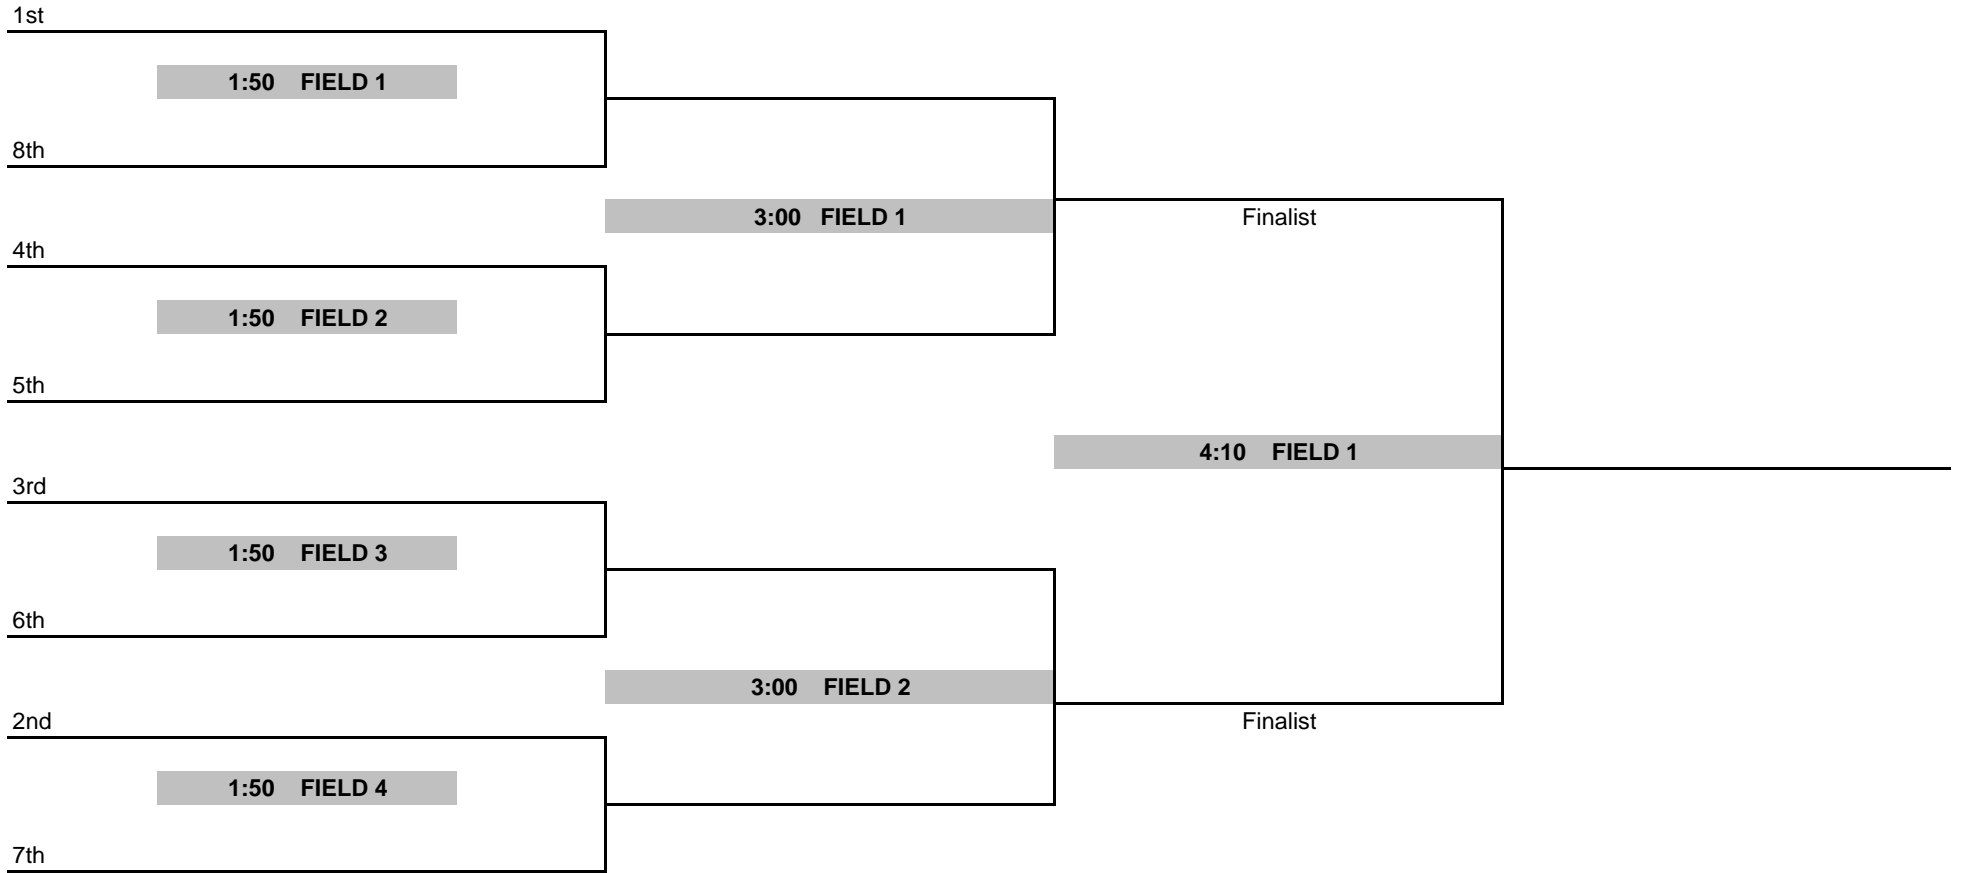 1st
1:50 FIELD 1
8th
3:00 FIELD 1
Finalist
4th
1:50 FIELD 2
5th
4:10 FIELD 1
3rd
1:50 FIELD 3
6th
3:00 FIELD 2
2nd
Finalist
1:50 FIELD 4
7th